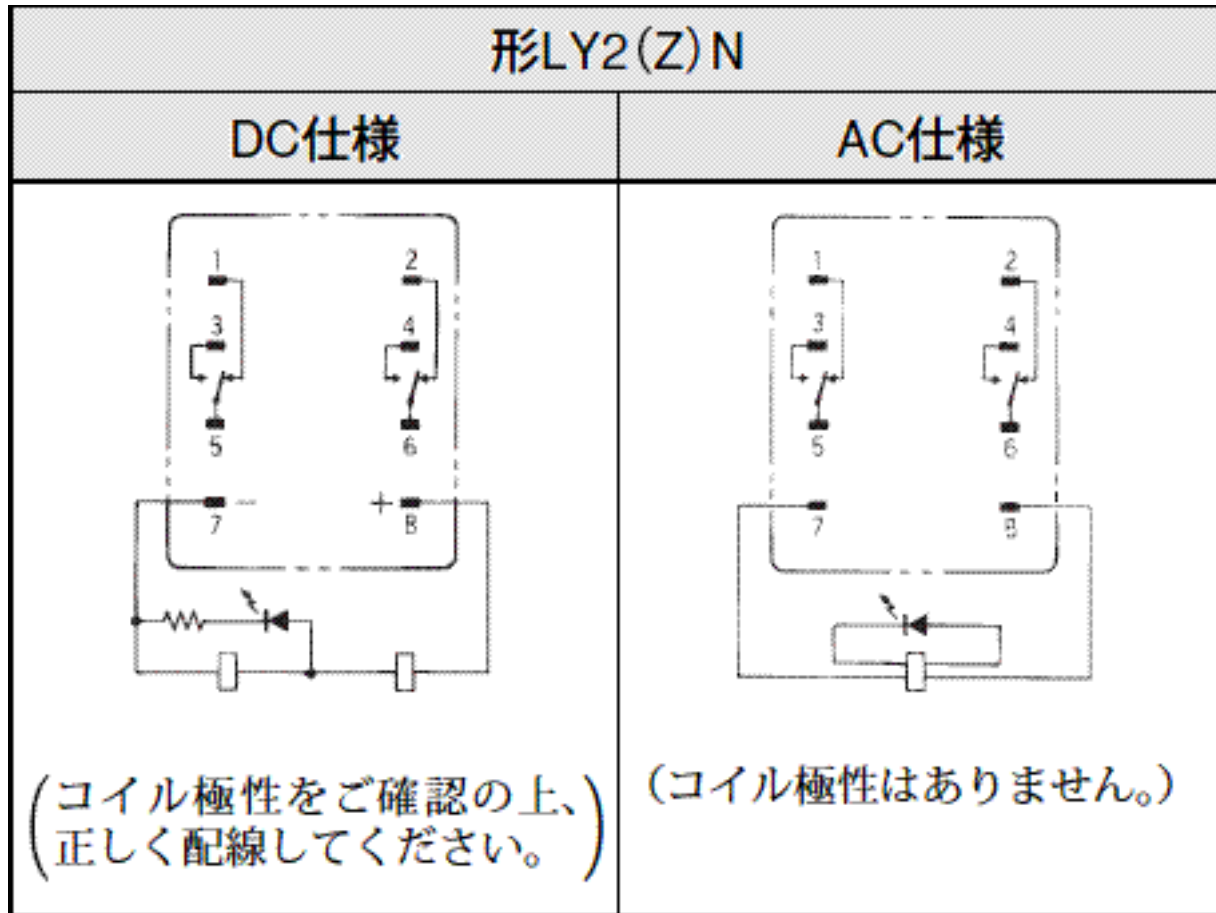 形LY2(Z)N
DC仕様
AC仕様
1 2
3 4
5 6
7 － ＋ 8
1 2
3 4
5 6
7 8
(コイル極性をご確認の上、
正しく配線してください。)
(コイル極性はありません。)